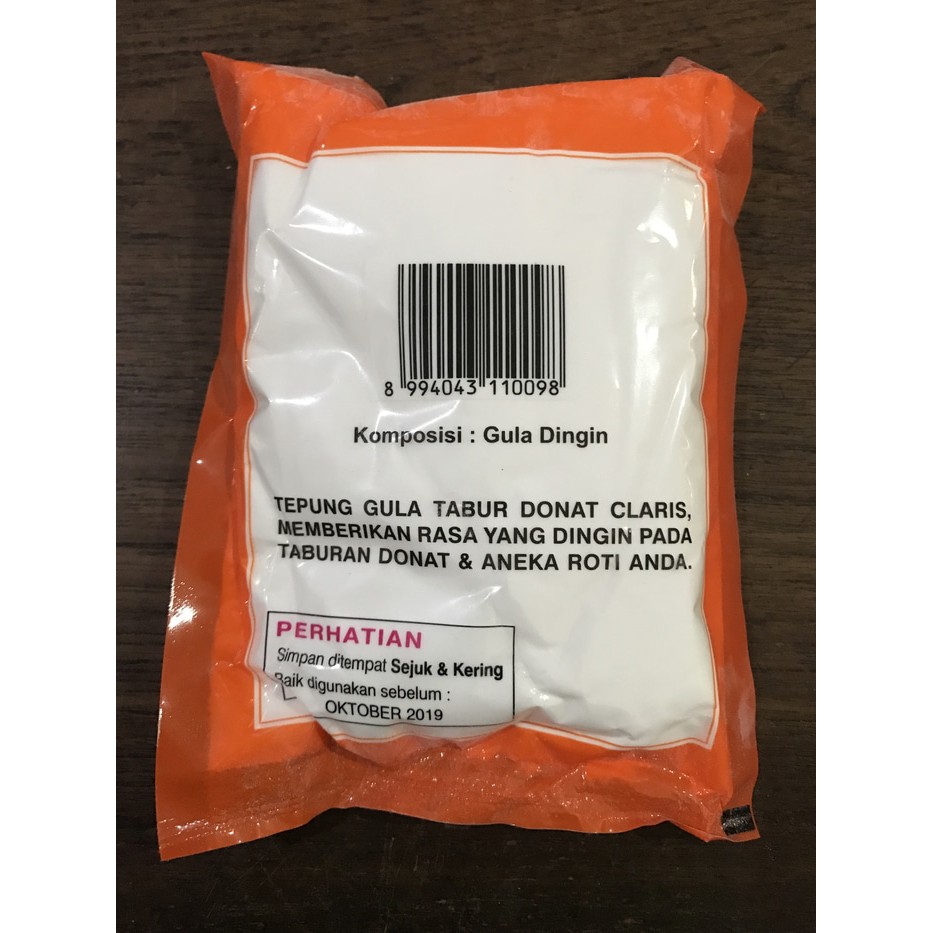 8 994043 110098
Komposisi : Gula Dingin
TEPUNG GULA TABUR DONAT CLARIS,
MEMBERIKAN RASA YANG DINGIN PADA
TABURAN DONAT & ANEKA ROTI ANDA.
PERHATIAN
Simpan ditempat Sejuk & Kering
Baik digunakan sebelum :
OKTOBER 2019